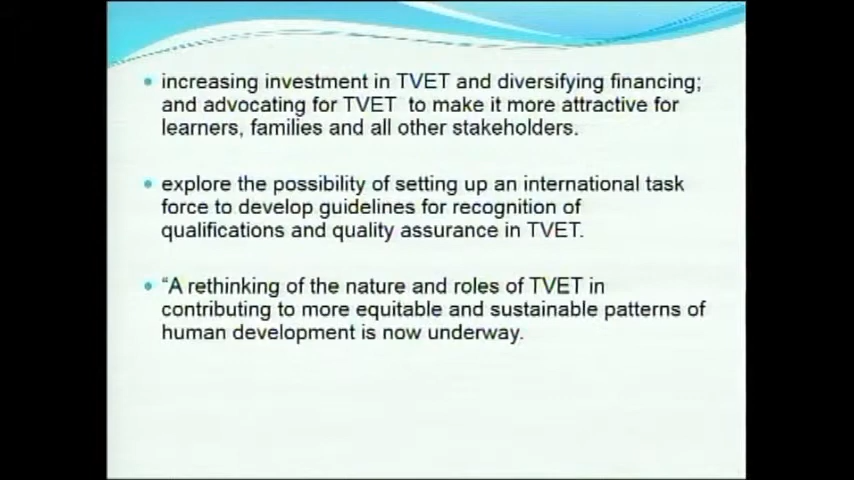 increasing investment in TVET and diversifying financing;
and advocating for TVET to make it more attractive for
learners, families and all other stakeholders.
explore the possibility of setting up an international task
force to develop guidelines for recognition of
qualifications and quality assurance in TVET.
“A rethinking of the nature and roles of TVET in
contributing to more equitable and sustainable patterns of
human development is now underway.